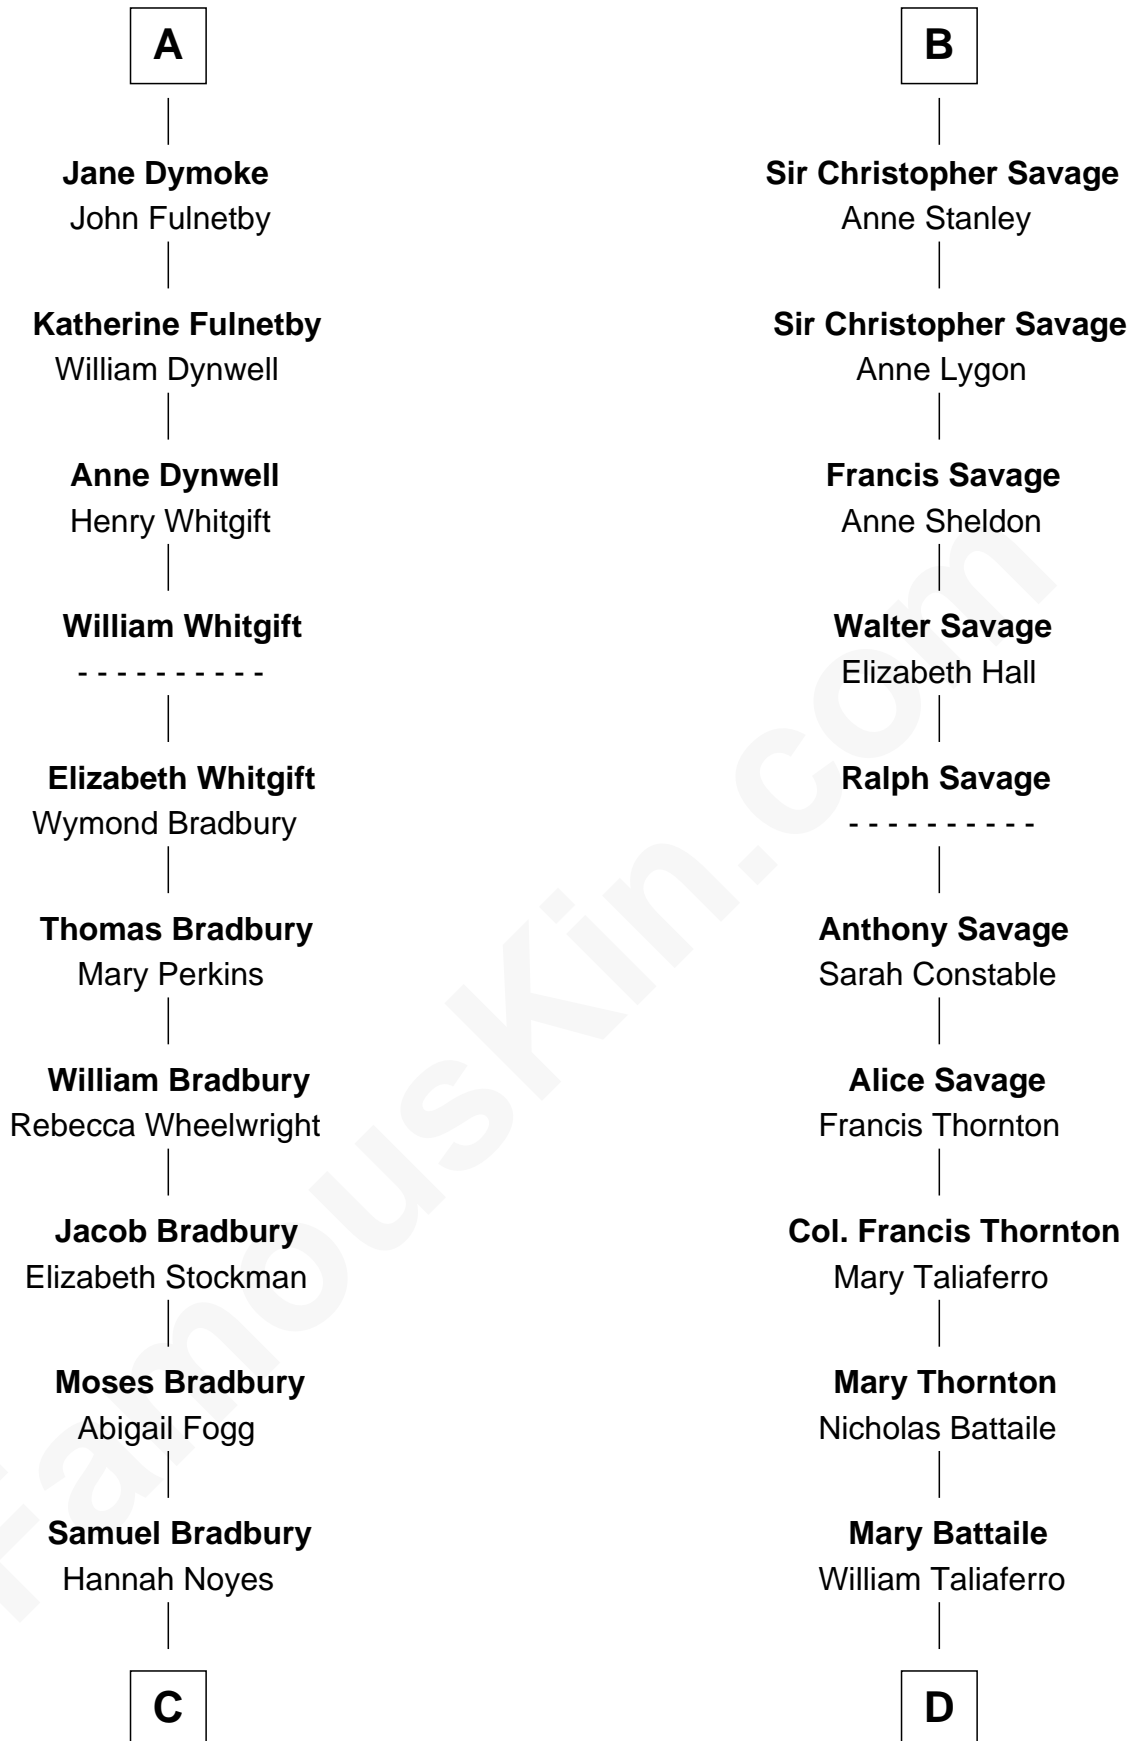 A
Jane Dymoke
John Fulnetby
Katherine Fulnetby
William Dynwell
Anne Dynwell
Henry Whitgift
William Whitgift
- - - - - - - - - -
Elizabeth Whitgift
Wymond Bradbury
Thomas Bradbury
Mary Perkins
William Bradbury
Rebecca Wheelwright
Jacob Bradbury
Elizabeth Stockman
Moses Bradbury
Abigail Fogg
Samuel Bradbury
Hannah Noyes
C
B
Sir Christopher Savage
Anne Stanley
Sir Christopher Savage
Anne Lygon
Francis Savage
Anne Sheldon
Walter Savage
Elizabeth Hall
Ralph Savage
- - - - - - - - - -
Anthony Savage
Sarah Constable
Alice Savage
Francis Thornton
Col. Francis Thornton
Mary Taliaferro
Mary Thornton
Nicholas Battaile
Mary Battaile
William Taliaferro
D
FamousKin.com